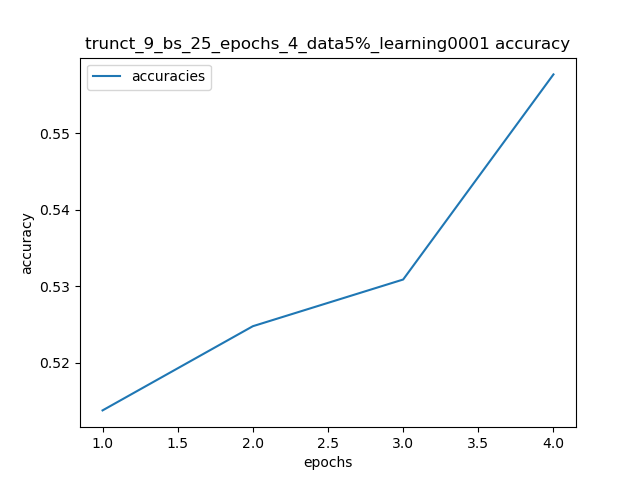 trunct_9_bs_25_epochs_4_data5%_learning0001 accuracy
accuracies
accuracy
0.55
0.54
0.53
0.52
1.0 1.5 2.0 2.5 3.0 3.5 4.0
epochs